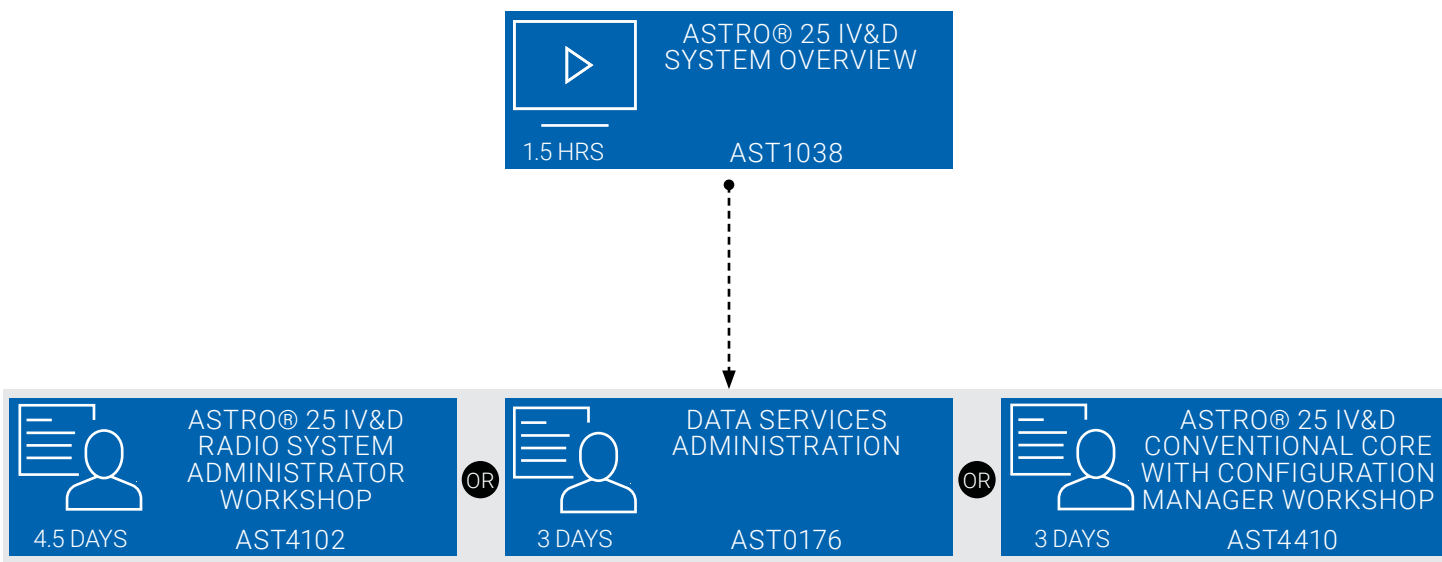 ASTRO® 25 IV&D
SYSTEM OVERVIEW
1.5 HRS
AST1038
ASTRO® 25 IV&D
RADIO SYSTEM
ADMINISTRATOR
WORKSHOP
4.5 DAYS
AST4102
OR
DATA SERVICES
ADMINISTRATION
3 DAYS
AST0176
OR
ASTRO® 25 IV&D
CONVENTIONAL CORE
WITH CONFIGURATION
MANAGER WORKSHOP
3 DAYS
AST4410